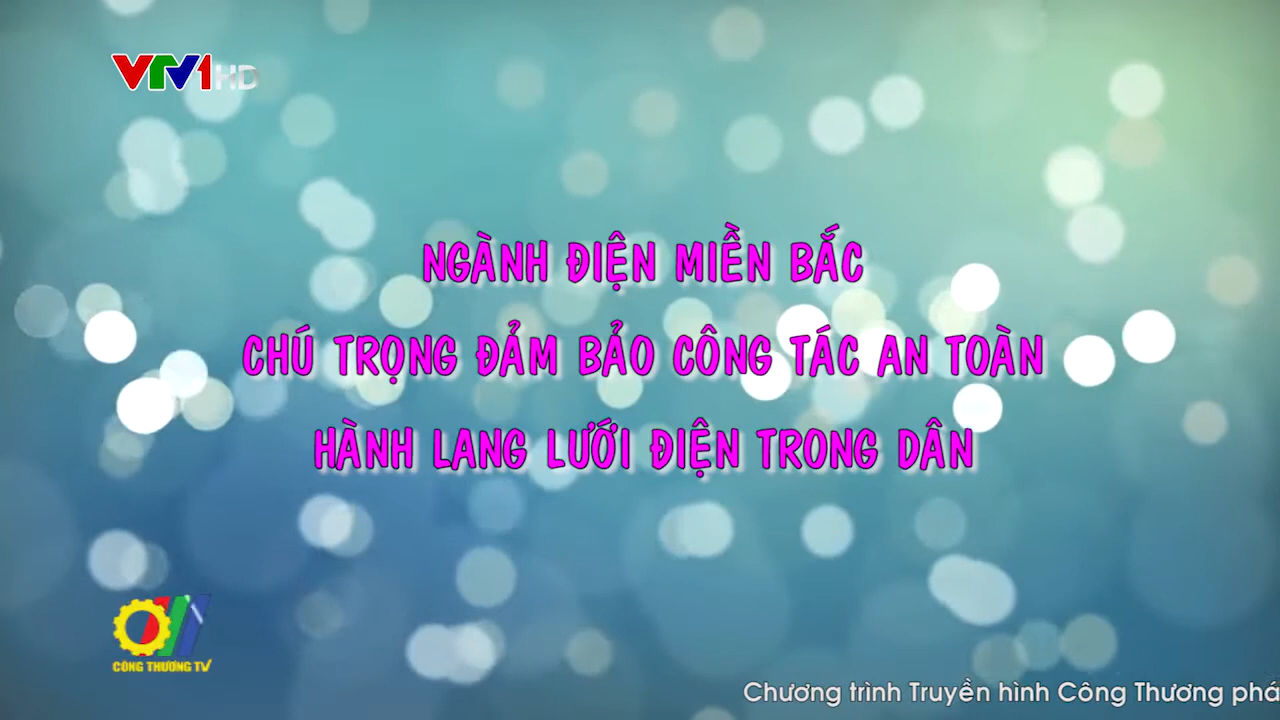 VTV1 HD
NGÀNH ĐIỆN MIỀN BẮC
CHÚ TRỌNG ĐẢM BẢO CÔNG TÁC AN TOÀN
HÀNH LANG LƯỚI ĐIỆN TRONG DÂN
CÔNG THƯƠNG TV
Chương trình Truyền hình Công Thương phá